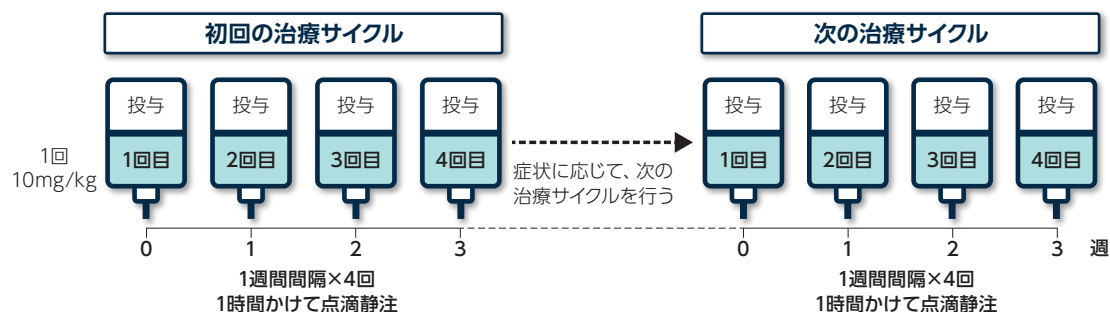 初回の治療サイクル
次の治療サイクル
投与
投与
投与
投与
投与
投与
投与
投与
1回
10mg/kg
1回目
2回目
3回目
4回目
症状に応じて、次の
治療サイクルを行う
1回目
2回目
3回目
4回目
0
1
2
3
0
1
2
3
週
1週間間隔×4回
1時間かけて点滴静注
1週間間隔×4回
1時間かけて点滴静注